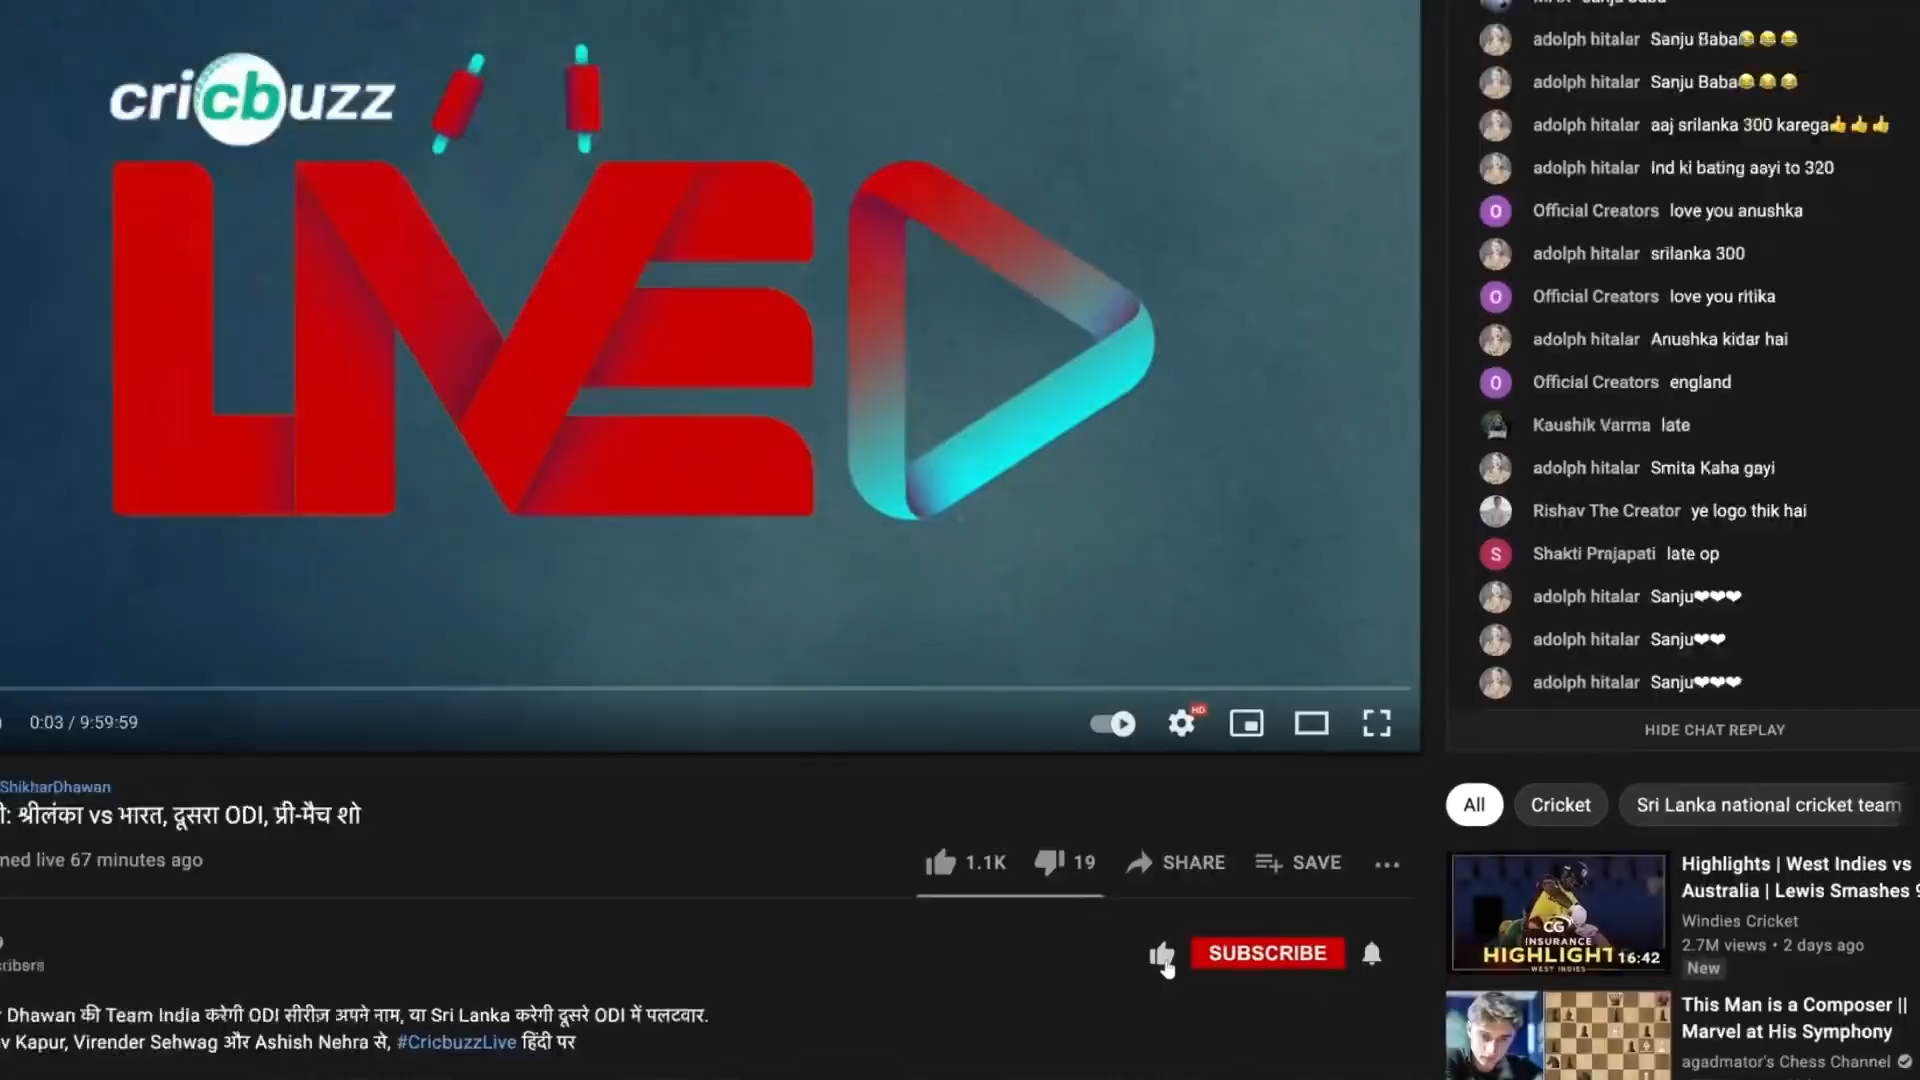 cricbuzz
LIVE
0:03 / 9:59:59
HD
ShikharDhawan
श्रीलंका vs भारत, दूसरा ODI, प्री-मैच शो
live 67 minutes ago
1.1K
19
SHARE
SAVE
SUBSCRIBE
Dhawan की Team India करेगी ODI सीरीज़ अपने नाम, या Sri Lanka करेगी दूसरे ODI में पलटवार.
Kapur, Virender Sehwag और Ashish Nehra से, #CricbuzzLive हिंदी पर
adolph hitalar Sanju Baba😂😂😂
adolph hitalar Sanju Baba😂😂😂
adolph hitalar aaj srilanka 300 karega👍👍👍
adolph hitalar Ind ki bating aayi to 320
O Official Creators love you anushka
adolph hitalar srilanka 300
O Official Creators love you ritika
adolph hitalar Anushka kidar hai
O Official Creators england
Kaushik Varma late
adolph hitalar Smita Kaha gayi
Rishav The Creator ye logo thik hai
S Shakti Prajapati late op
adolph hitalar Sanju❤❤❤
adolph hitalar Sanju❤❤
adolph hitalar Sanju❤❤❤
HIDE CHAT REPLAY
All
Cricket
Sri Lanka national cricket team
CG
INSURANCE
HIGHLIGHT
WEST INDIES
16:42
Highlights | West Indies vs
Australia | Lewis Smashes
Windies Cricket
2.7M views • 2 days ago
New
This Man is a Composer ||
Marvel at His Symphony
agadmator's Chess Channel